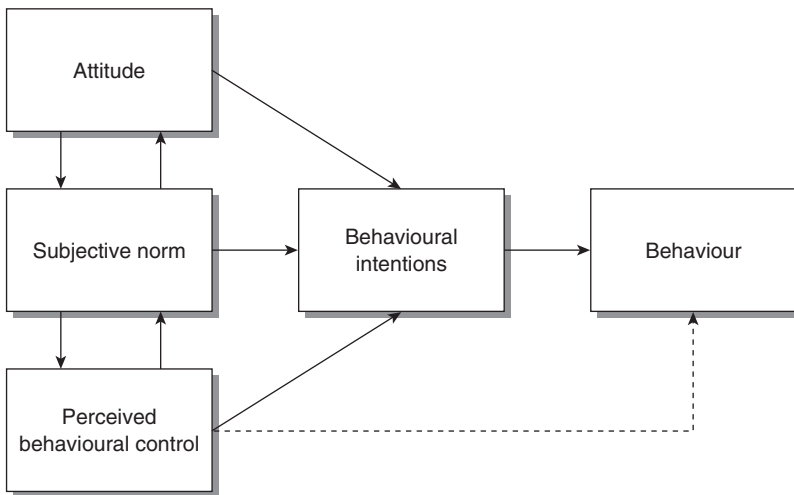 Attitude
Subjective norm
Behavioural
intentions
Behaviour
Perceived
behavioural control